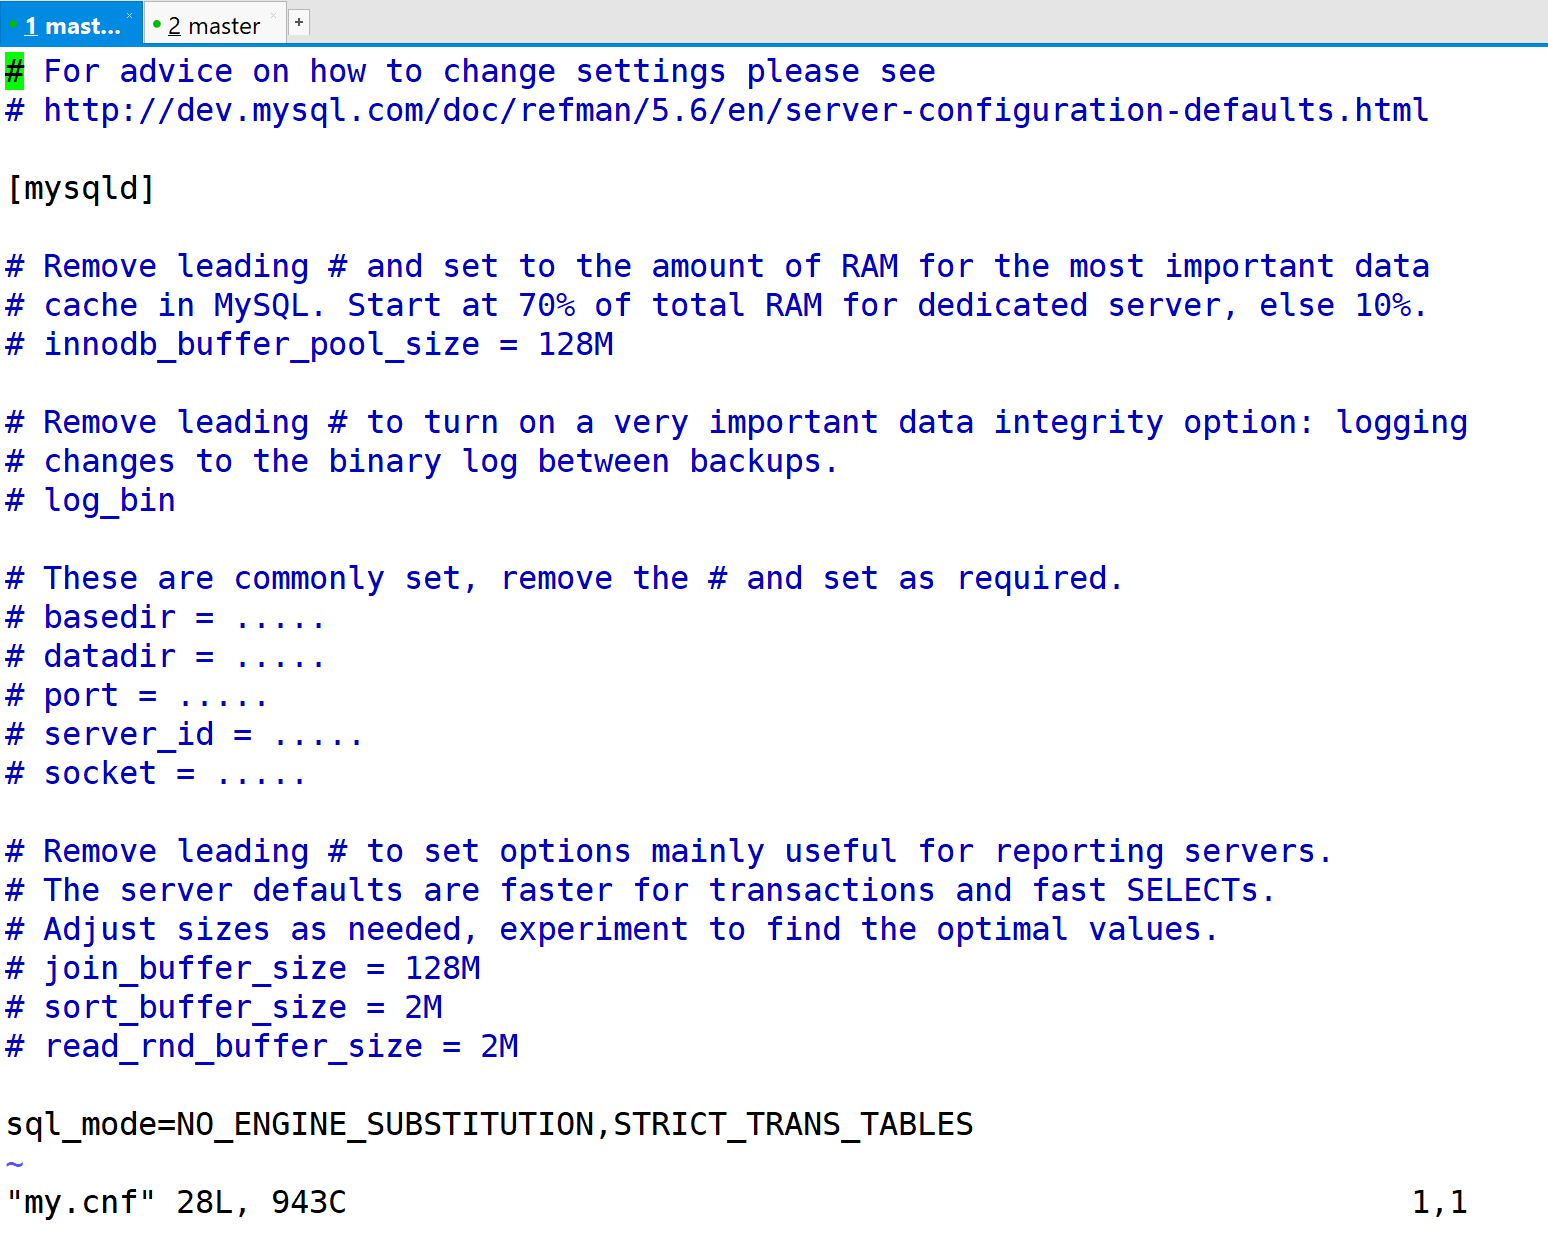 1 mast... × 2 master × +
# For advice on how to change settings please see
# http://dev.mysql.com/doc/refman/5.6/en/server-configuration-defaults.html
[mysqld]
# Remove leading # and set to the amount of RAM for the most important data
# cache in MySQL. Start at 70% of total RAM for dedicated server, else 10%.
# innodb_buffer_pool_size = 128M
# Remove leading # to turn on a very important data integrity option: logging
# changes to the binary log between backups.
# log_bin
# These are commonly set, remove the # and set as required.
# basedir = .....
# datadir = .....
# port = .....
# server_id = .....
# socket = .....
# Remove leading # to set options mainly useful for reporting servers.
# The server defaults are faster for transactions and fast SELECTs.
# Adjust sizes as needed, experiment to find the optimal values.
# join_buffer_size = 128M
# sort_buffer_size = 2M
# read_rnd_buffer_size = 2M
sql_mode=NO_ENGINE_SUBSTITUTION,STRICT_TRANS_TABLES
~
"my.cnf" 28L, 943C 1,1